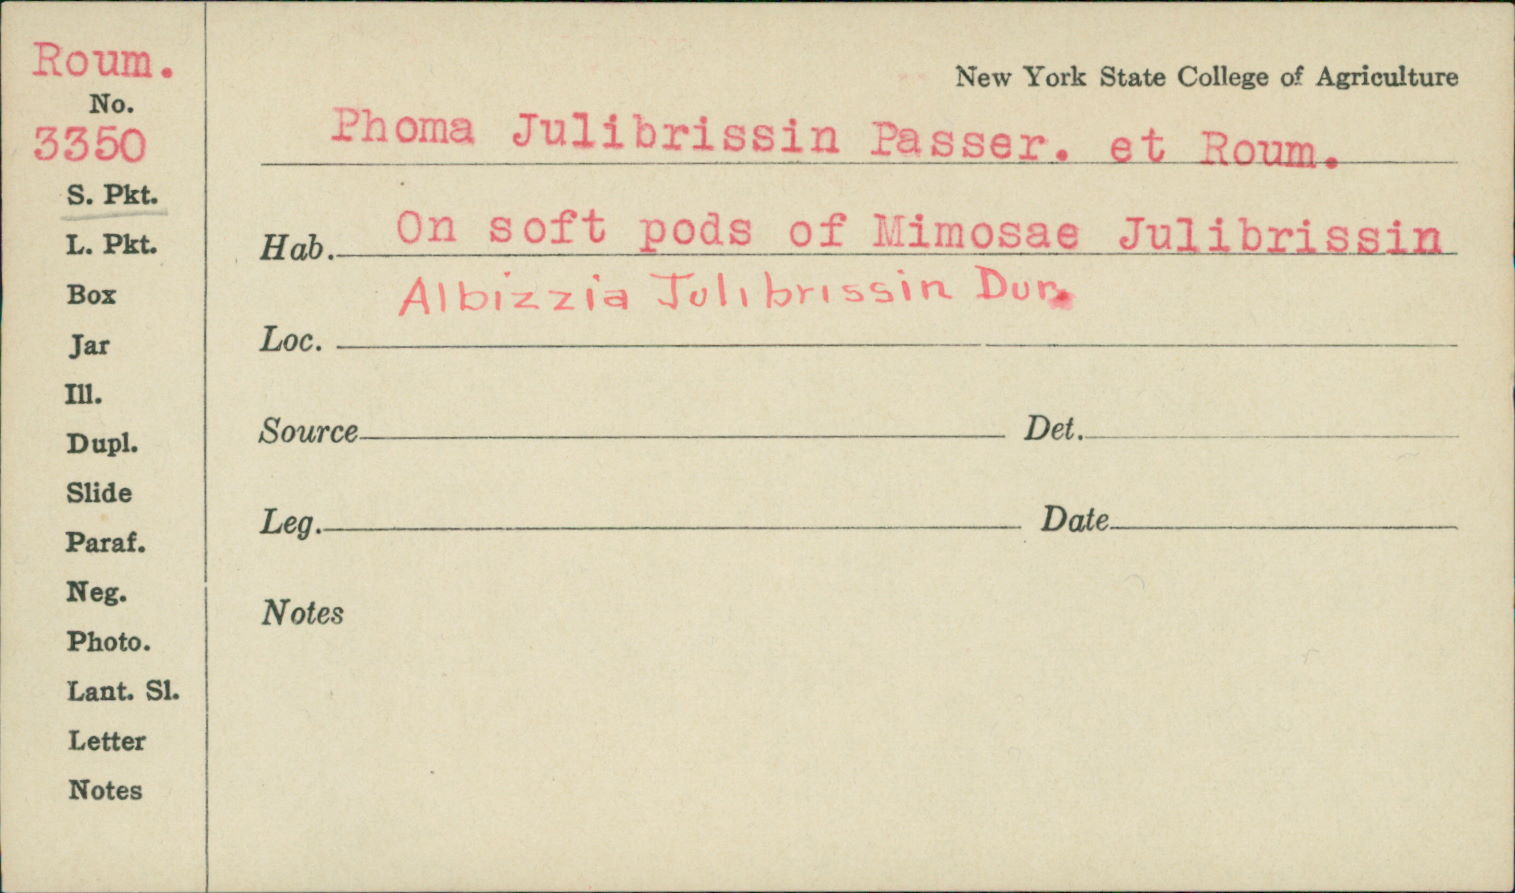 Roum.
No.
3350
S. Pkt.
L. Pkt.
Box
Jar
Ill.
Dupl.
Slide
Paraf.
Neg.
Photo.
Lant. Sl.
Letter
Notes
New York State College of Agriculture
Phoma Julibrissin Passer. et Roum.
Hab. On soft pods of Mimosae Julibrissin
Albizzia Julibrissin Dur.
Loc.
Source Det.
Leg. Date
Notes